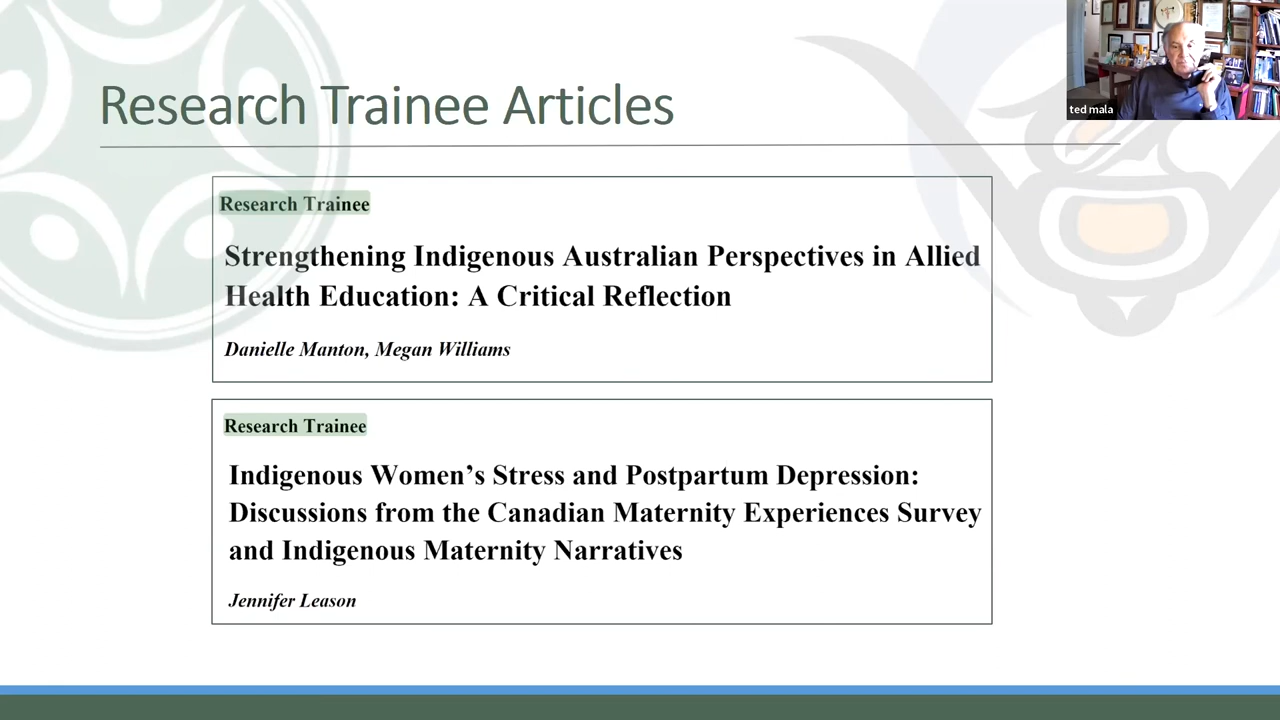 Research Trainee Articles
ted mala
Research Trainee
Strengthening Indigenous Australian Perspectives in Allied
Health Education: A Critical Reflection
Danielle Manton, Megan Williams
Research Trainee
Indigenous Women’s Stress and Postpartum Depression:
Discussions from the Canadian Maternity Experiences Survey
and Indigenous Maternity Narratives
Jennifer Leason